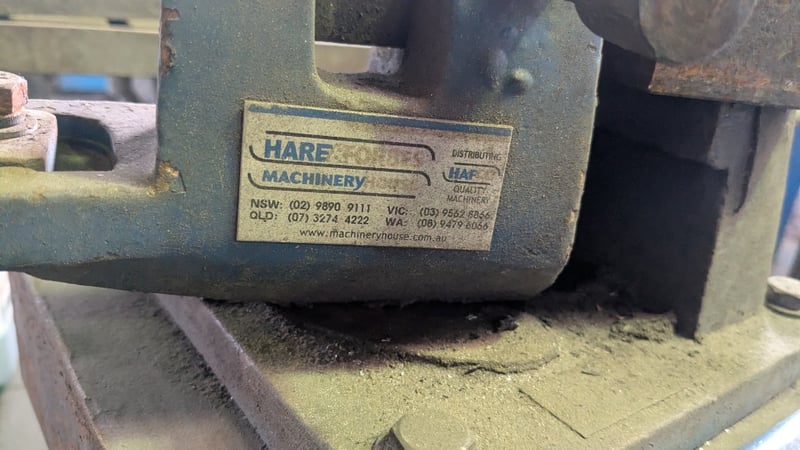 HARE FORBES
MACHINERY
DISTRIBUTING
HAF
QUALITY
MACHINERY
NSW: (02) 9890 9111 VIC: (03) 9562 8866
QLD: (07) 3274 4222 WA: (08) 9479 6066
www.machineryhouse.com.au